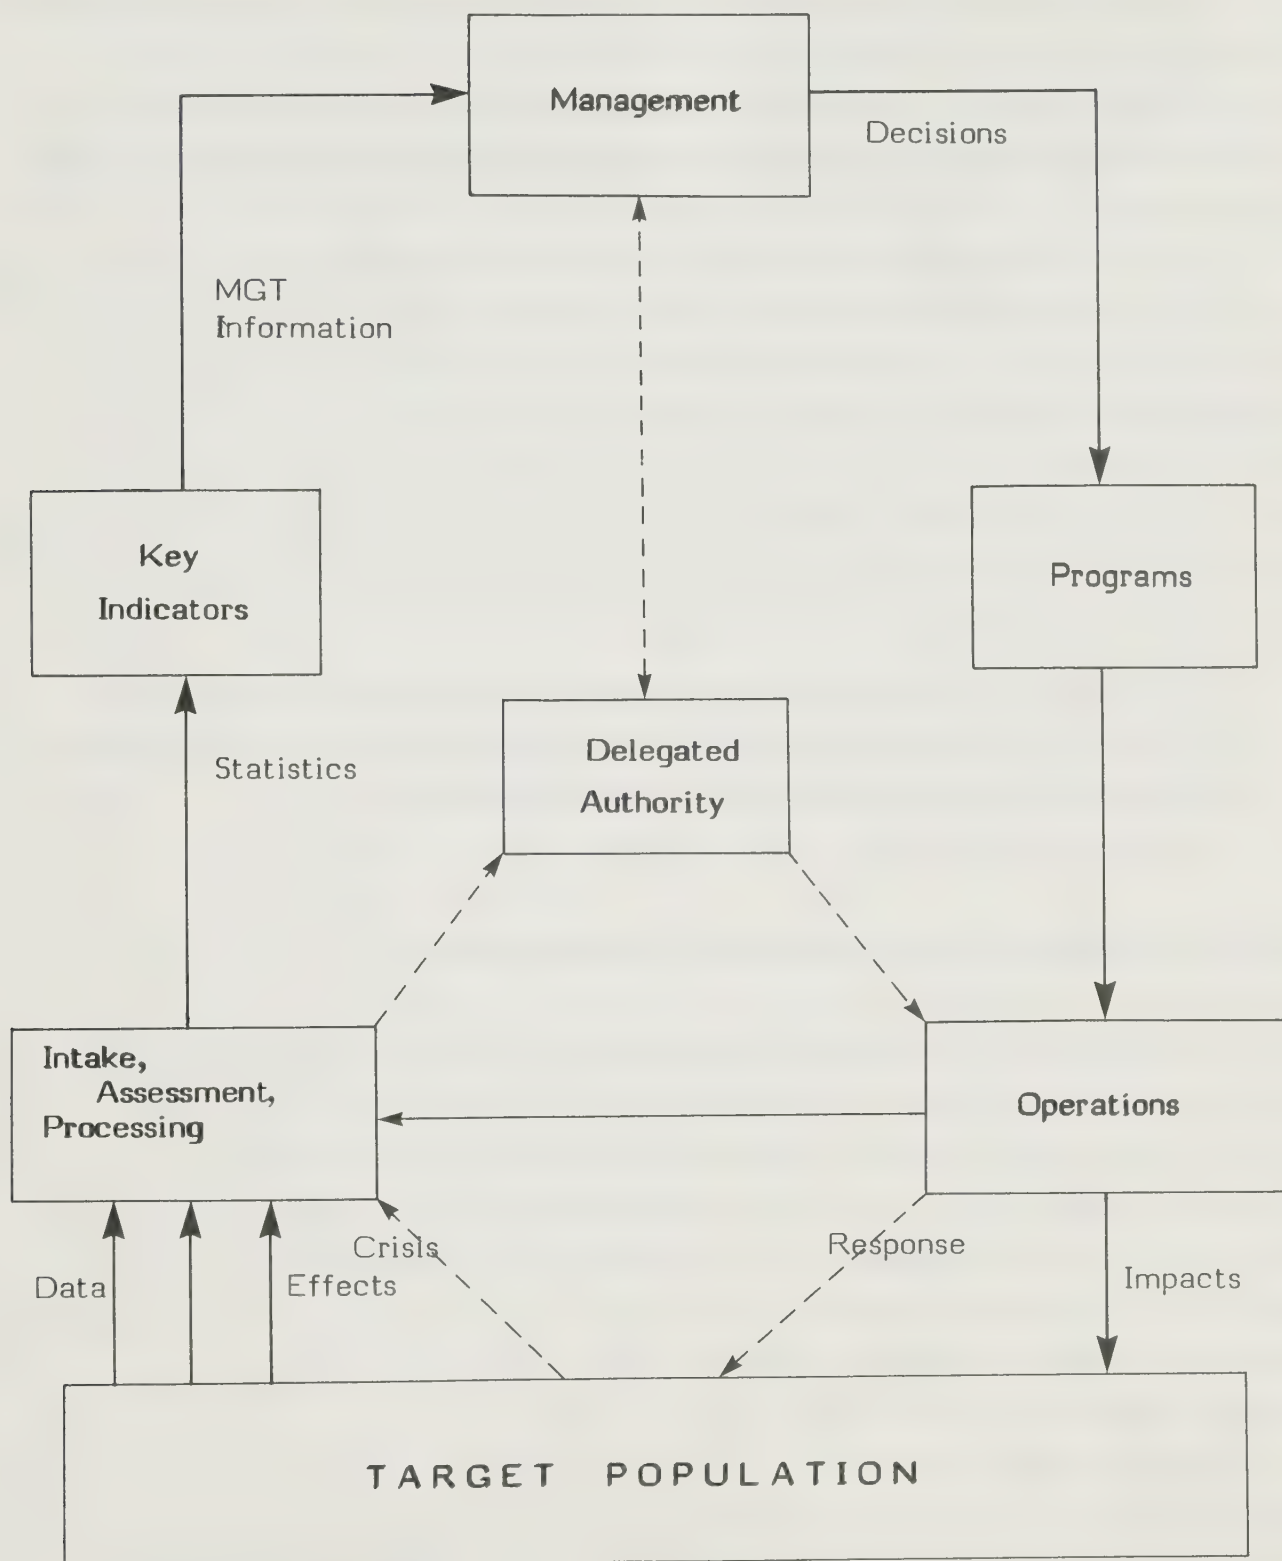 Management
Decisions
MGT
Information
Key
Indicators
Programs
Statistics
Delegated
Authority
Intake,
Assessment,
Processing
Operations
Crisis
Response
Data
Effects
Impacts
TARGET POPULATION